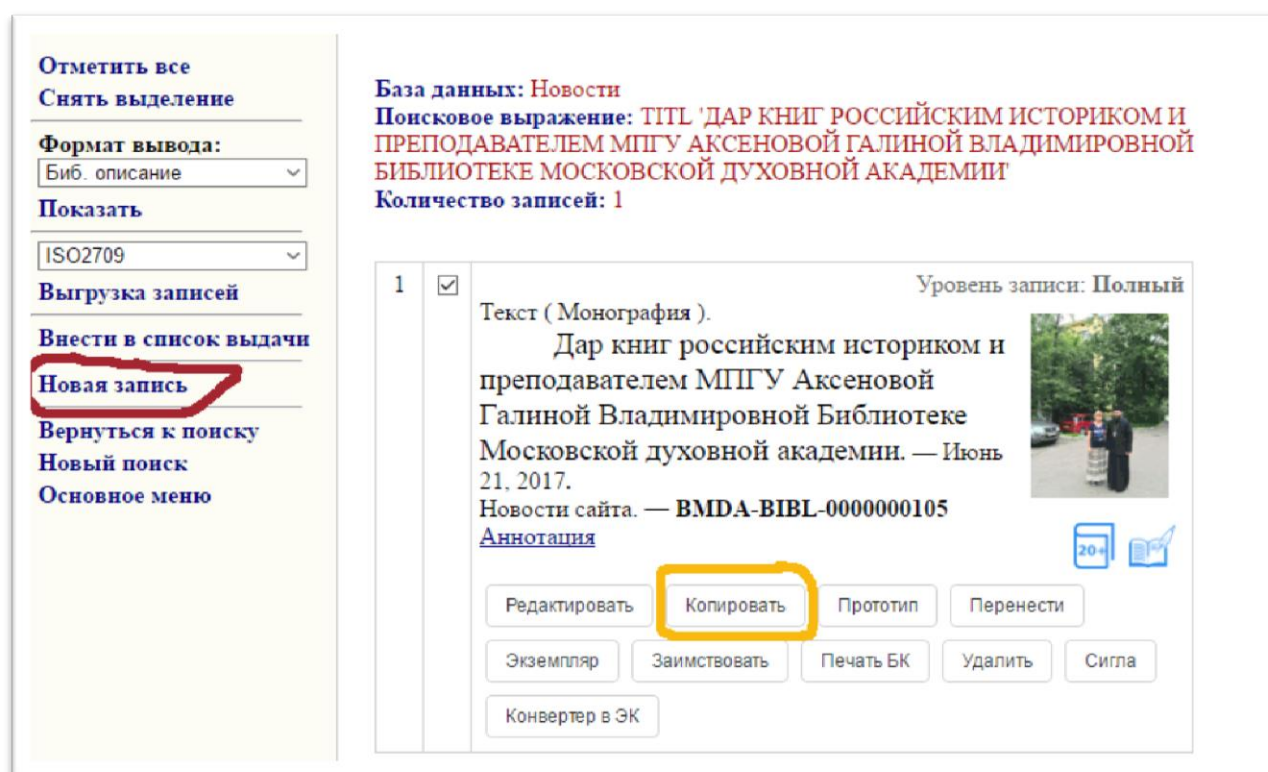 Отметить все
Снять выделение
Формат вывода:
Биб. описание
Показать
ISO2709
Выгрузка записей
Внести в список выдачи
Новая запись
Вернуться к поиску
Новый поиск
Основное меню
База данных: Новости
Поисковое выражение: TITL 'ДАР КНИГ РОССИЙСКИМ ИСТОРИКОМ И
ПРЕПОДАВАТЕЛЕМ МПГУ АКСЕНОВОЙ ГАЛИНОЙ ВЛАДИМИРОВНОЙ
БИБЛИОТЕКЕ МОСКОВСКОЙ ДУХОВНОЙ АКАДЕМИИ'
Количество записей: 1
1
Уровень записи: Полный
Текст ( Монография ).
Дар книг российским историком и
преподавателем МПГУ Аксеновой
Галиной Владимировной Библиотеке
Московской духовной академии. — Июнь
21, 2017.
Новости сайта. — BMDA-BIBL-0000000105
Аннотация
20+
Редактировать Копировать Прототип Перенести
Экземпляр Заимствовать Печать БК Удалить Сигла
Конвертер в ЭК